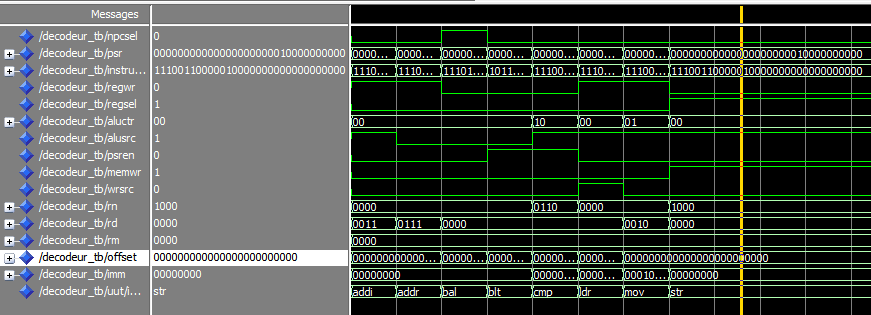 Messages
/decodeur_tb/npcsel 0
/decodeur_tb/psr 00000000000000000000010000000000 0000... 0000... 00000... 0000... 00000... 0000... 00000... 00000000000000000000010000000000
/decodeur_tb/instru... 11100110000010000000000000000000 1110... 1110... 11101... 1011... 11100... 1110... 11100... 11100110000010000000000000000000
/decodeur_tb/regwr 0
/decodeur_tb/regsel 1
/decodeur_tb/aluctr 00 00 10 00 01 00
/decodeur_tb/alusrc 1
/decodeur_tb/psren 0
/decodeur_tb/memwr 1
/decodeur_tb/wrsrc 0
/decodeur_tb/rn 1000 0000 0110 0000 1000
/decodeur_tb/rd 0000 0011 0111 0000 0010 0000
/decodeur_tb/rm 0000 0000
/decodeur_tb/offset 000000000000000000000000 00000000000... 0000... 0000... 00000... 0000... 000000000000000000000000
/decodeur_tb/imm 00000000 00000000 00000... 0000... 00010... 00000000
/decodeur_tb/uut/i... str addi addr bal blt cmp ldr mov str